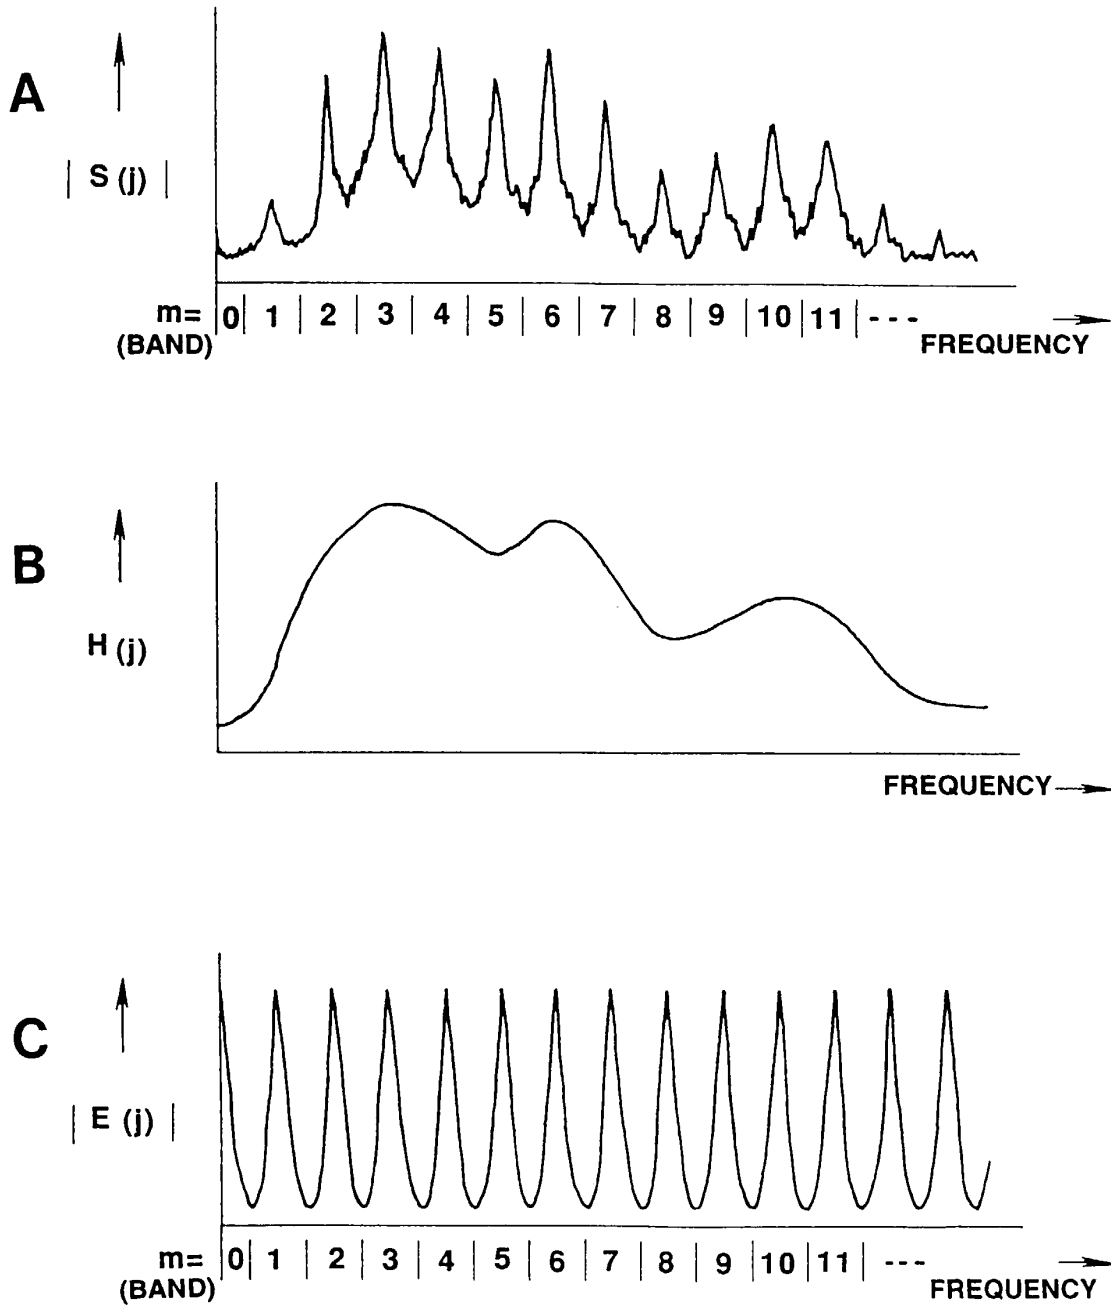 A
| S (j) |
m= 0 | 1 | 2 | 3 | 4 | 5 | 6 | 7 | 8 | 9 | 10 | 11 | ---
(BAND)
FREQUENCY
B
H (j)
FREQUENCY
C
| E (j) |
m= 0 | 1 | 2 | 3 | 4 | 5 | 6 | 7 | 8 | 9 | 10 | 11 | ---
(BAND)
FREQUENCY